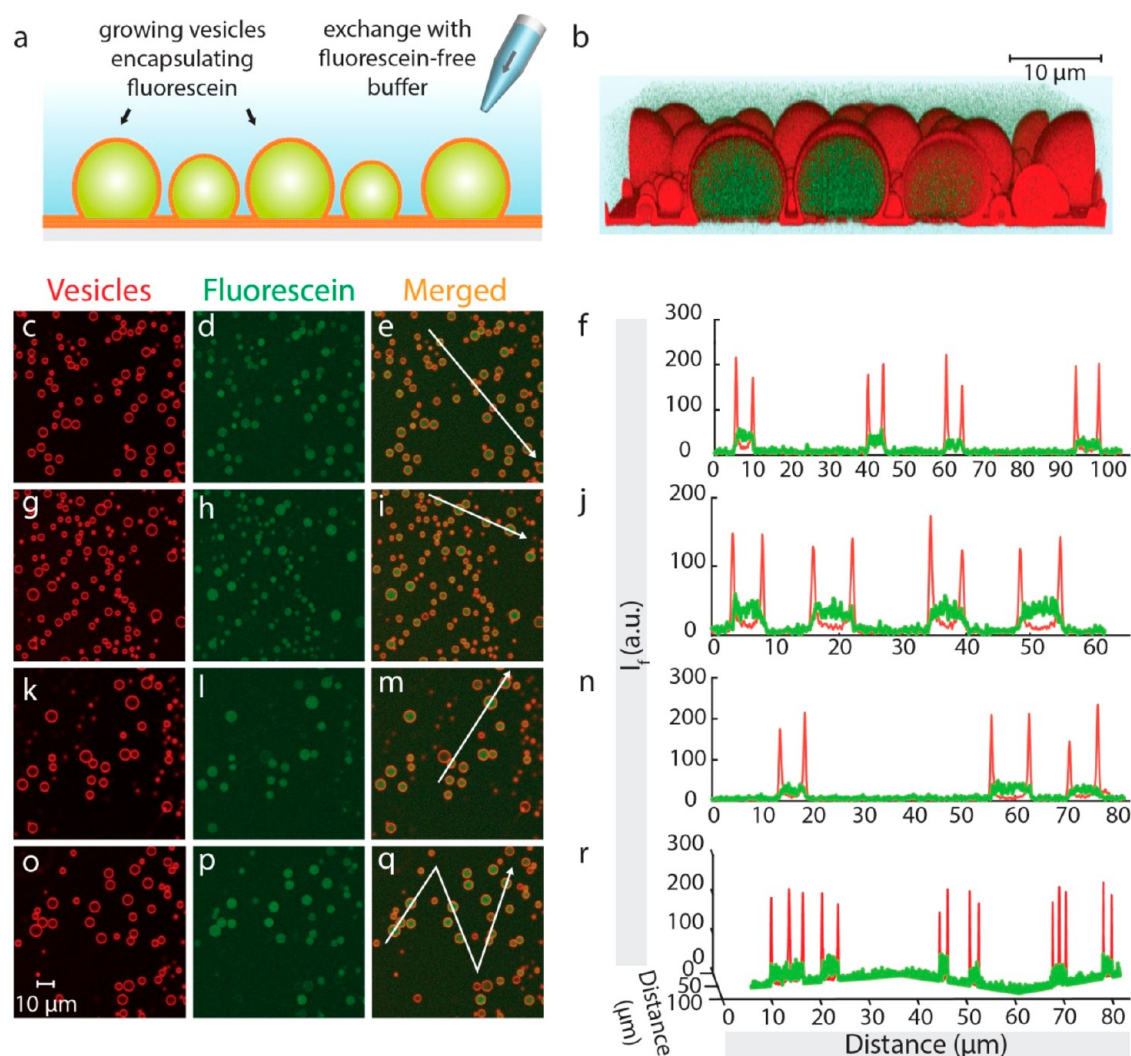 a
growing vesicles
encapsulating
fluorescein
exchange with
fluorescein-free
buffer
b
10 μm
Vesicles
Fluorescein
Merged
c
d
e
f
300
200
100
0
0 10 20 30 40 50 60 70 80 90 100
g
h
i
j
200
100
0
0 10 20 30 40 50 60
k
l
m
n
300
200
100
0
0 10 20 30 40 50 60 70 80
o
p
q
r
300
200
100
0
0
50
100
10 20 30 40 50 60 70 80
10 μm
If (a.u.)
Distance
(μm)
Distance (μm)